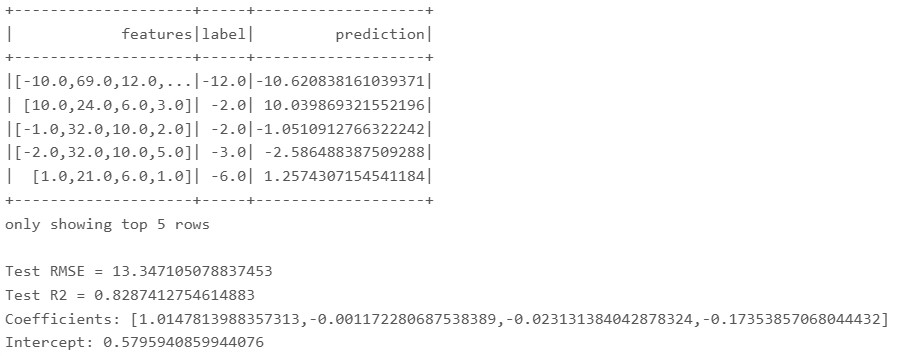 +--------------------+-----+-------------------+
|            features|label|         prediction|
+--------------------+-----+-------------------+
|[-10.0,69.0,12.0,...|-12.0|-10.620838161039371|
| [10.0,24.0,6.0,3.0]| -2.0| 10.039869321552196|
|[-1.0,32.0,10.0,2.0]| -2.0|-1.0510912766322242|
|[-2.0,32.0,10.0,5.0]| -3.0| -2.586488387509288|
|  [1.0,21.0,6.0,1.0]| -6.0| 1.2574307154541184|
+--------------------+-----+-------------------+
only showing top 5 rows

Test RMSE = 13.347105078837453
Test R2 = 0.8287412754614883
Coefficients: [1.0147813988357313,-0.001172280687538389,-0.023131384042878324,-0.17353857068044432]
Intercept: 0.5795940859944076